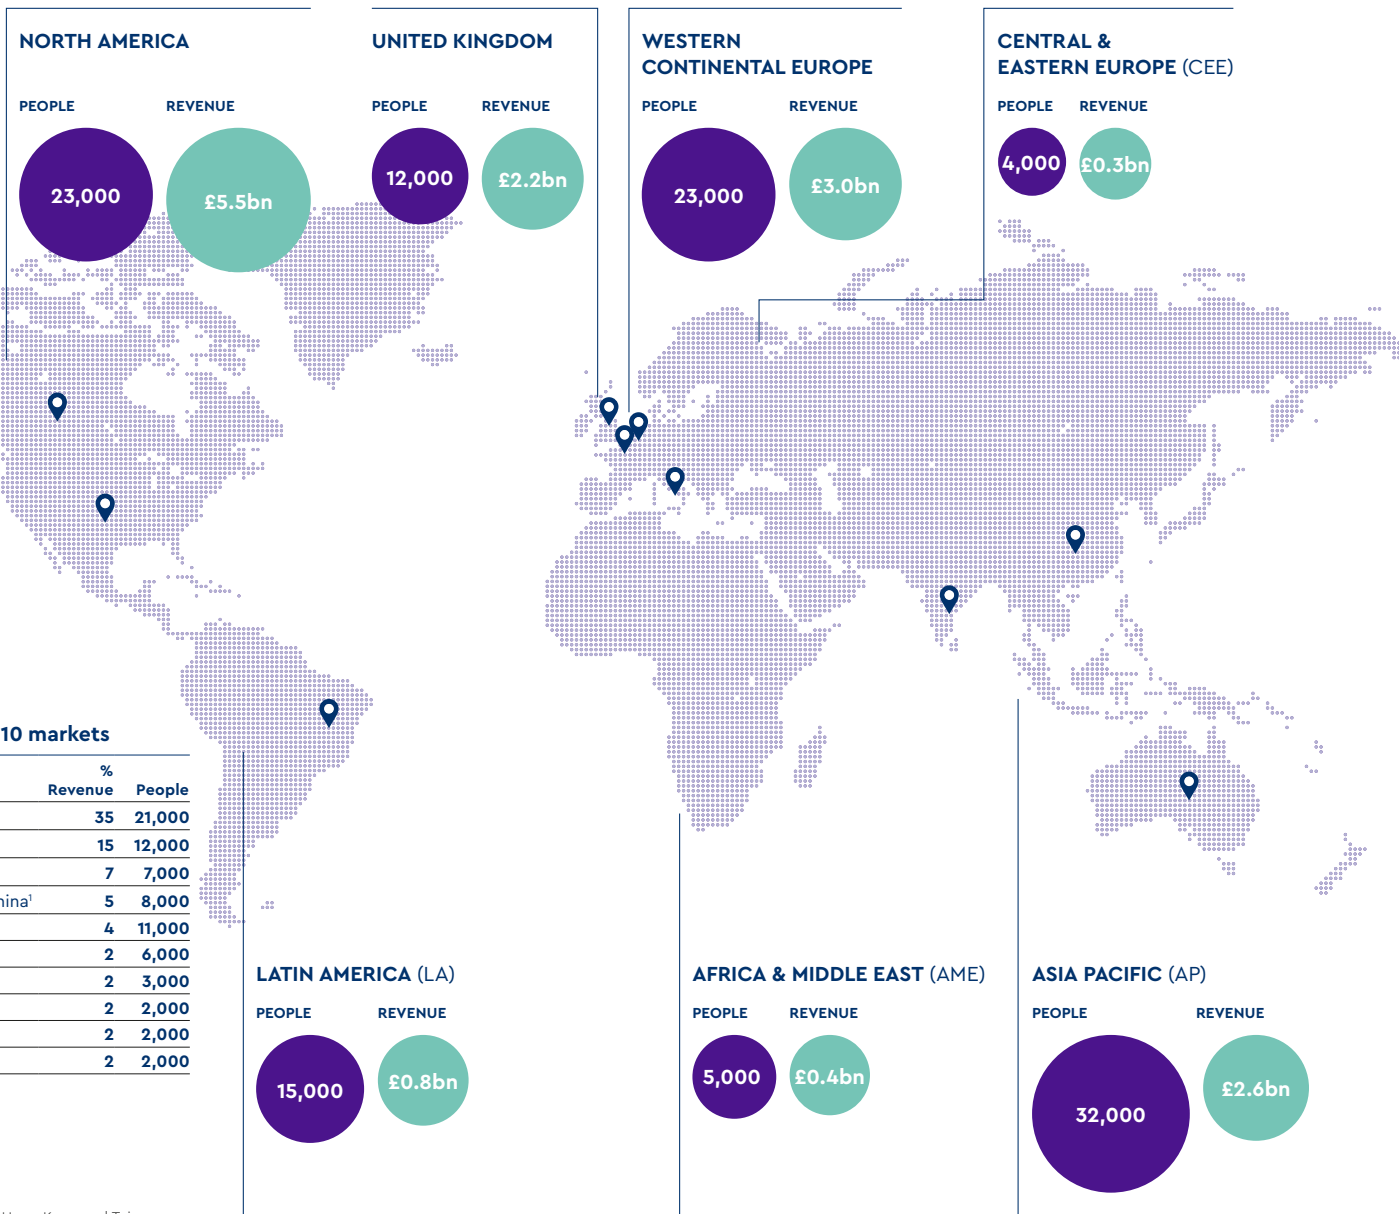 NORTH AMERICA
PEOPLE REVENUE
23,000 £5.5bn
UNITED KINGDOM
PEOPLE REVENUE
12,000 £2.2bn
WESTERN
CONTINENTAL EUROPE
PEOPLE REVENUE
23,000 £3.0bn
CENTRAL &
EASTERN EUROPE (CEE)
PEOPLE REVENUE
4,000 £0.3bn
10 markets
%
Revenue People
35 21,000
15 12,000
7 7,000
hina¹ 5 8,000
4 11,000
2 6,000
2 3,000
2 2,000
2 2,000
2 2,000
LATIN AMERICA (LA)
PEOPLE REVENUE
15,000 £0.8bn
AFRICA & MIDDLE EAST (AME)
PEOPLE REVENUE
5,000 £0.4bn
ASIA PACIFIC (AP)
PEOPLE REVENUE
32,000 £2.6bn